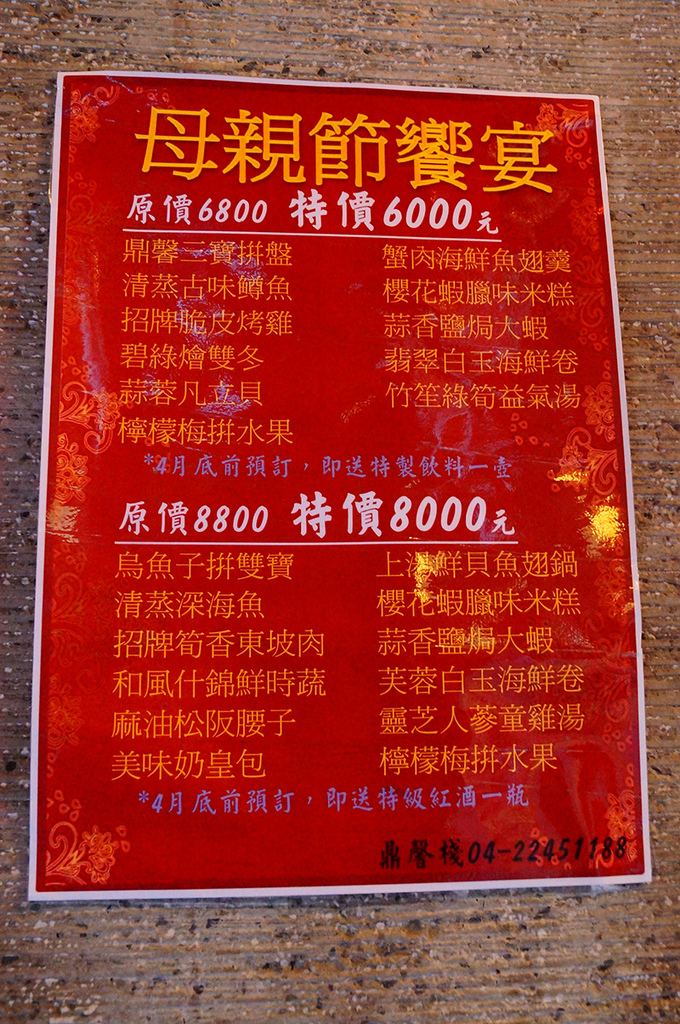 母親節饗宴
原價6800 特價6000元
鼎馨三寶拼盤
清蒸古味鱒魚
招牌脆皮烤雞
碧綠燴雙冬
蒜蓉凡立貝
檸檬梅拼水果
蟹肉海鮮魚翅羹
櫻花蝦臘味米糕
蒜香鹽焗大蝦
翡翠白玉海鮮卷
竹笙綠筍益氣湯
*4月底前預訂，即送特製飲料一壺
原價8800 特價8000元
烏魚子拼雙寶
清蒸深海魚
招牌筍香東坡肉
和風什錦鮮時蔬
麻油松阪腰子
美味奶皇包
上湯鮮貝魚翅鍋
櫻花蝦臘味米糕
蒜香鹽焗大蝦
芙蓉白玉海鮮卷
靈芝人蔘童雞湯
檸檬梅拼水果
*4月底前預訂，即送特級紅酒一瓶
鼎馨棧04-22451188